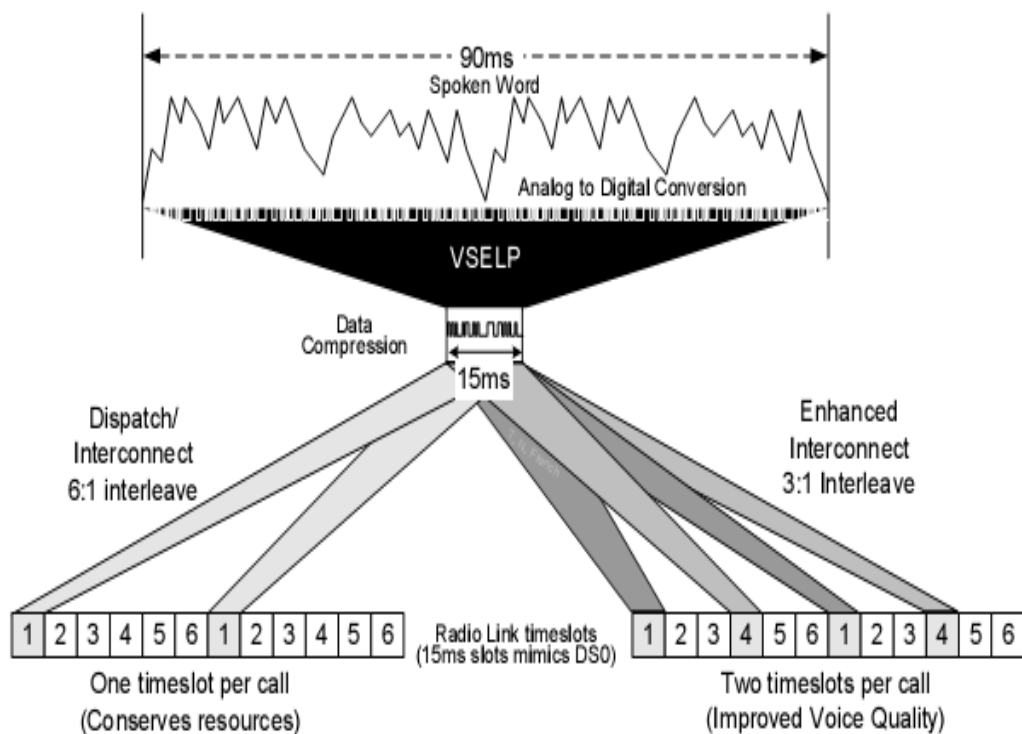 90ms
Spoken Word
Analog to Digital Conversion
VSELP
Data
Compression
15ms
Dispatch/
Interconnect
6:1 interleave
Enhanced
Interconnect
3:1 Interleave
1 2 3 4 5 6 1 2 3 4 5 6
Radio Link timeslots
(15ms slots mimics DS0)
1 2 3 4 5 6 1 2 3 4 5 6
One timeslot per call
(Conserves resources)
Two timeslots per call
(Improved Voice Quality)